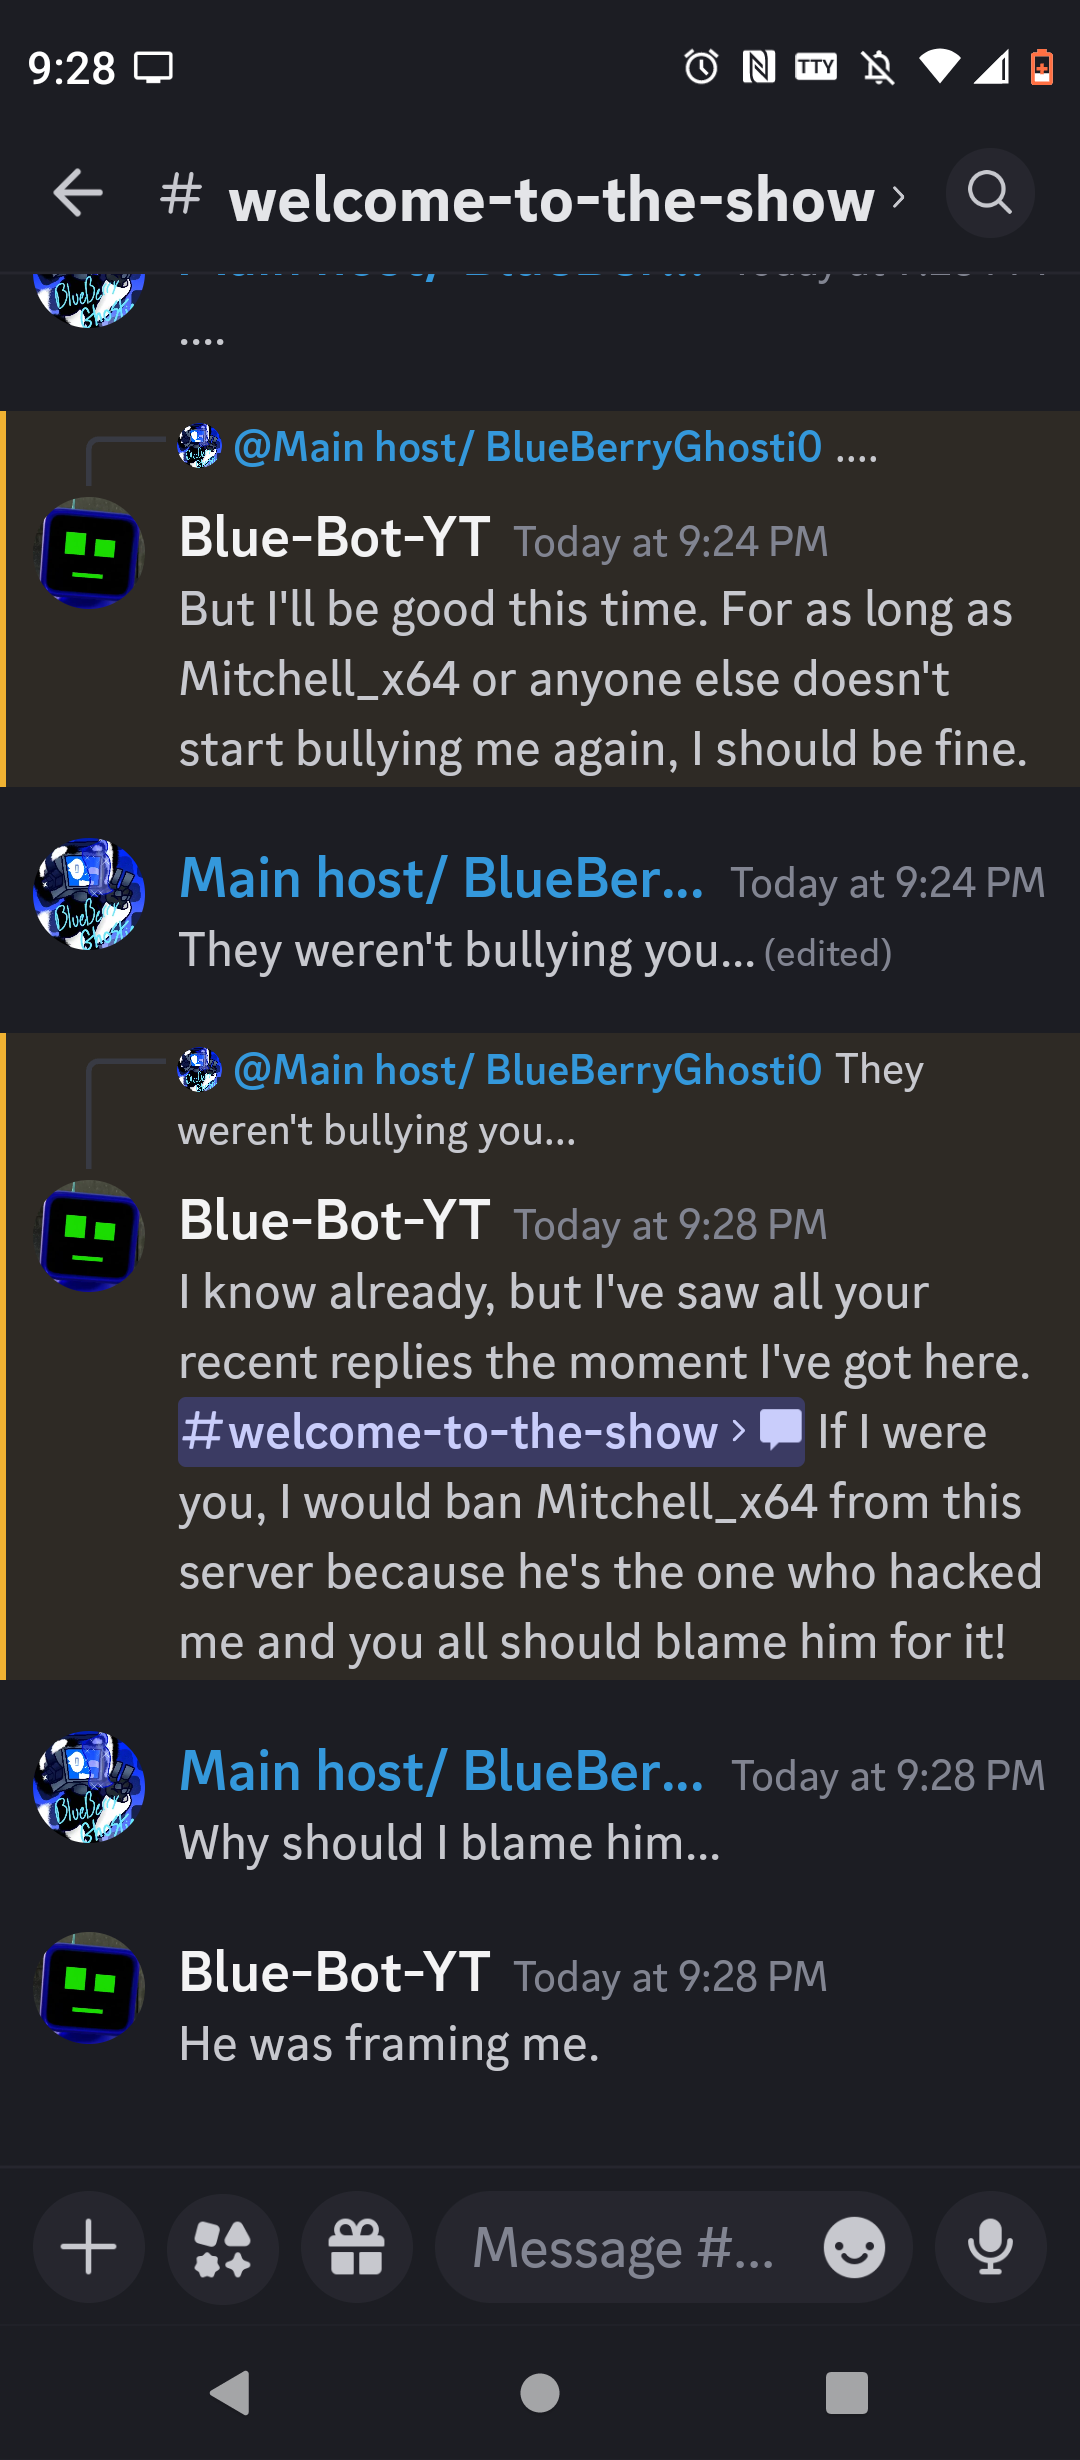 9:28
TTY
# welcome-to-the-show ›
....
@Main host/ BlueBerryGhosti0 ....
Blue-Bot-YT Today at 9:24 PM
But I'll be good this time. For as long as
Mitchell_x64 or anyone else doesn't
start bullying me again, I should be fine.
Main host/ BlueBer... Today at 9:24 PM
They weren't bullying you... (edited)
@Main host/ BlueBerryGhosti0 They
weren't bullying you...
Blue-Bot-YT Today at 9:28 PM
I know already, but I've saw all your
recent replies the moment I've got here.
#welcome-to-the-show › If I were
you, I would ban Mitchell_x64 from this
server because he's the one who hacked
me and you all should blame him for it!
Main host/ BlueBer... Today at 9:28 PM
Why should I blame him...
Blue-Bot-YT Today at 9:28 PM
He was framing me.
Message #...